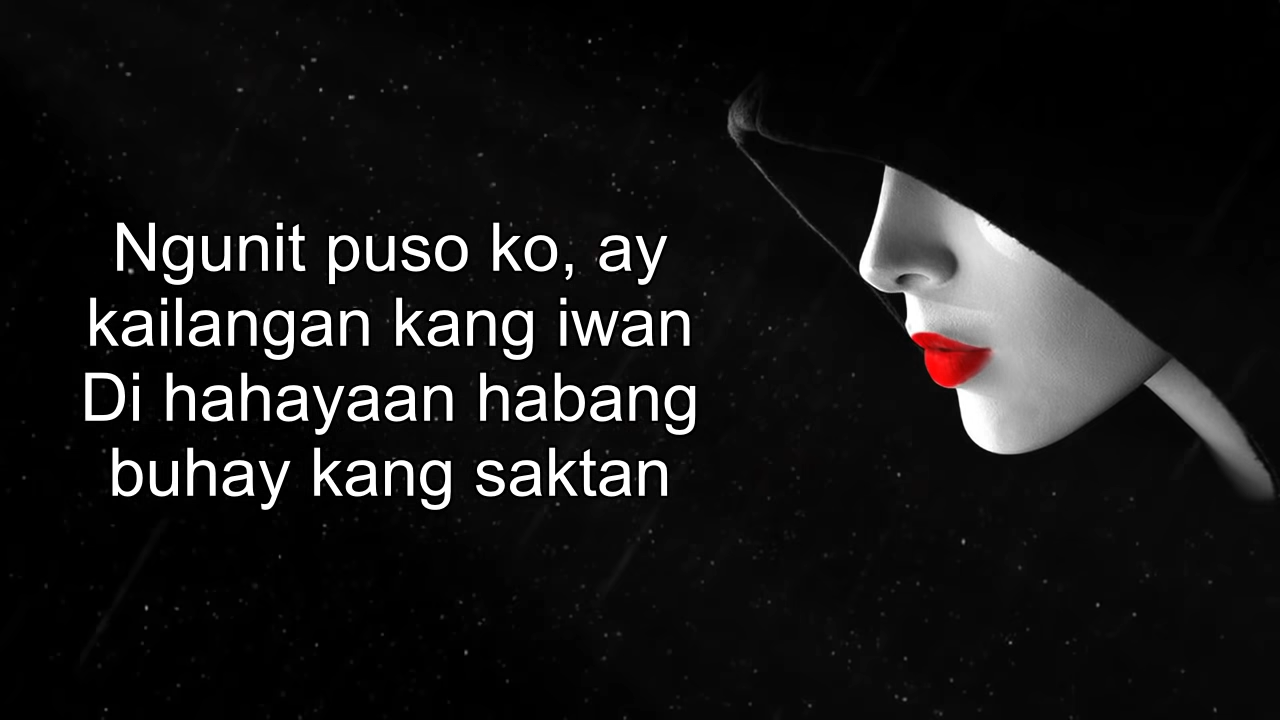 Ngunit puso ko, ay
kailangan kang iwan
Di hahayaan habang
buhay kang saktan